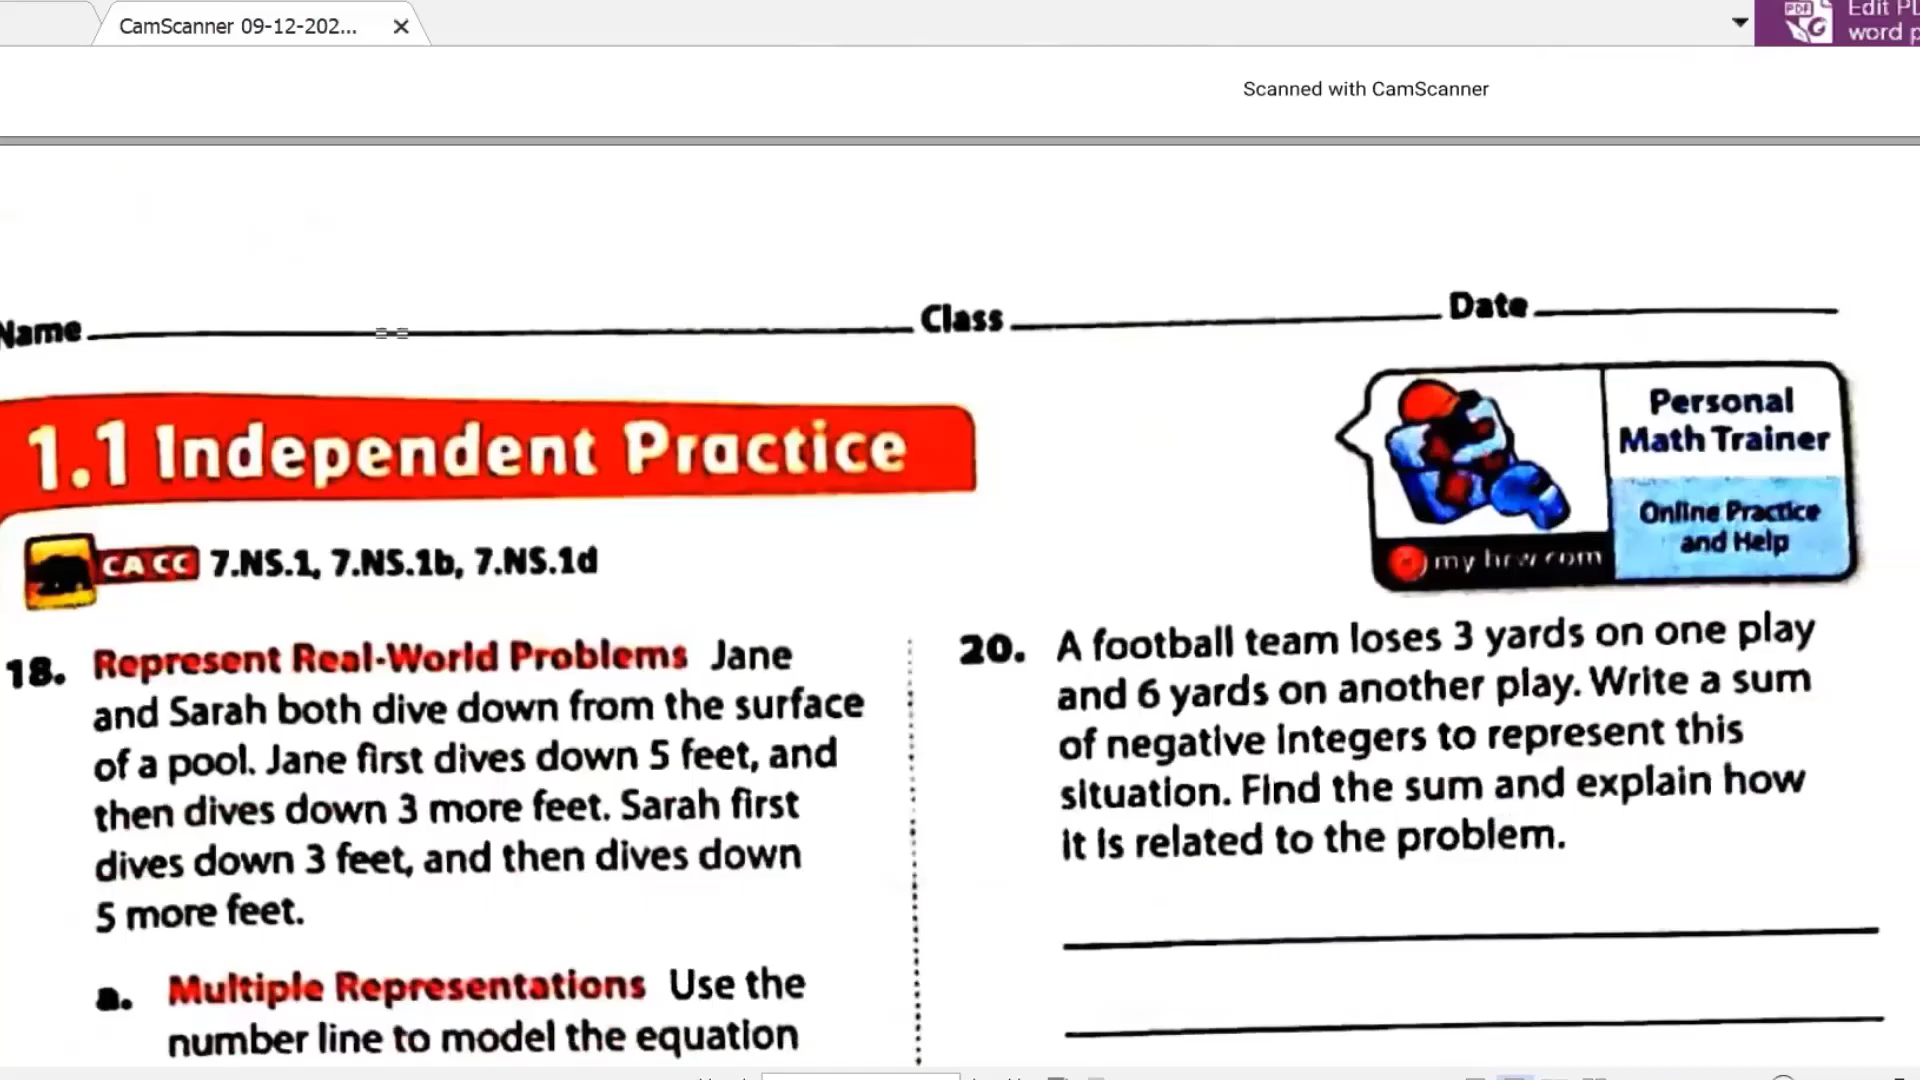 CamScanner 09-12-202...
Edit
word
Scanned with CamScanner
Name Class Date
1.1 Independent Practice
Personal
Math Trainer
Online Practice
and Help
my.hrw.com
CA CC 7.NS.1, 7.NS.1b, 7.NS.1d
18. Represent Real-World Problems Jane
and Sarah both dive down from the surface
of a pool. Jane first dives down 5 feet, and
then dives down 3 more feet. Sarah first
dives down 3 feet, and then dives down
5 more feet.
a. Multiple Representations Use the
number line to model the equation
20. A football team loses 3 yards on one play
and 6 yards on another play. Write a sum
of negative integers to represent this
situation. Find the sum and explain how
it is related to the problem.